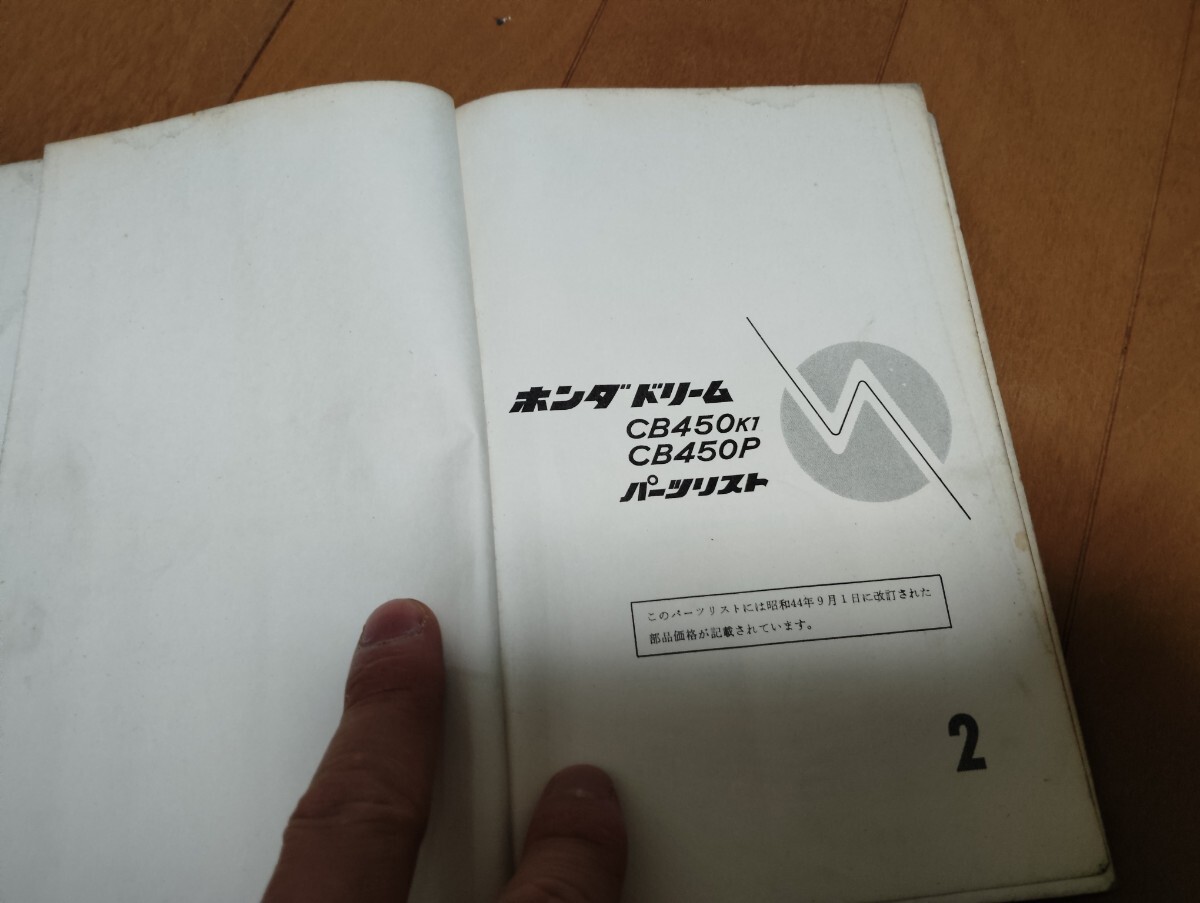 ホンダドリーム
CB450K1
CB450P
パーツリスト
このパーツリストには昭和44年9月1日に改訂された
部品価格が記載されています。
2